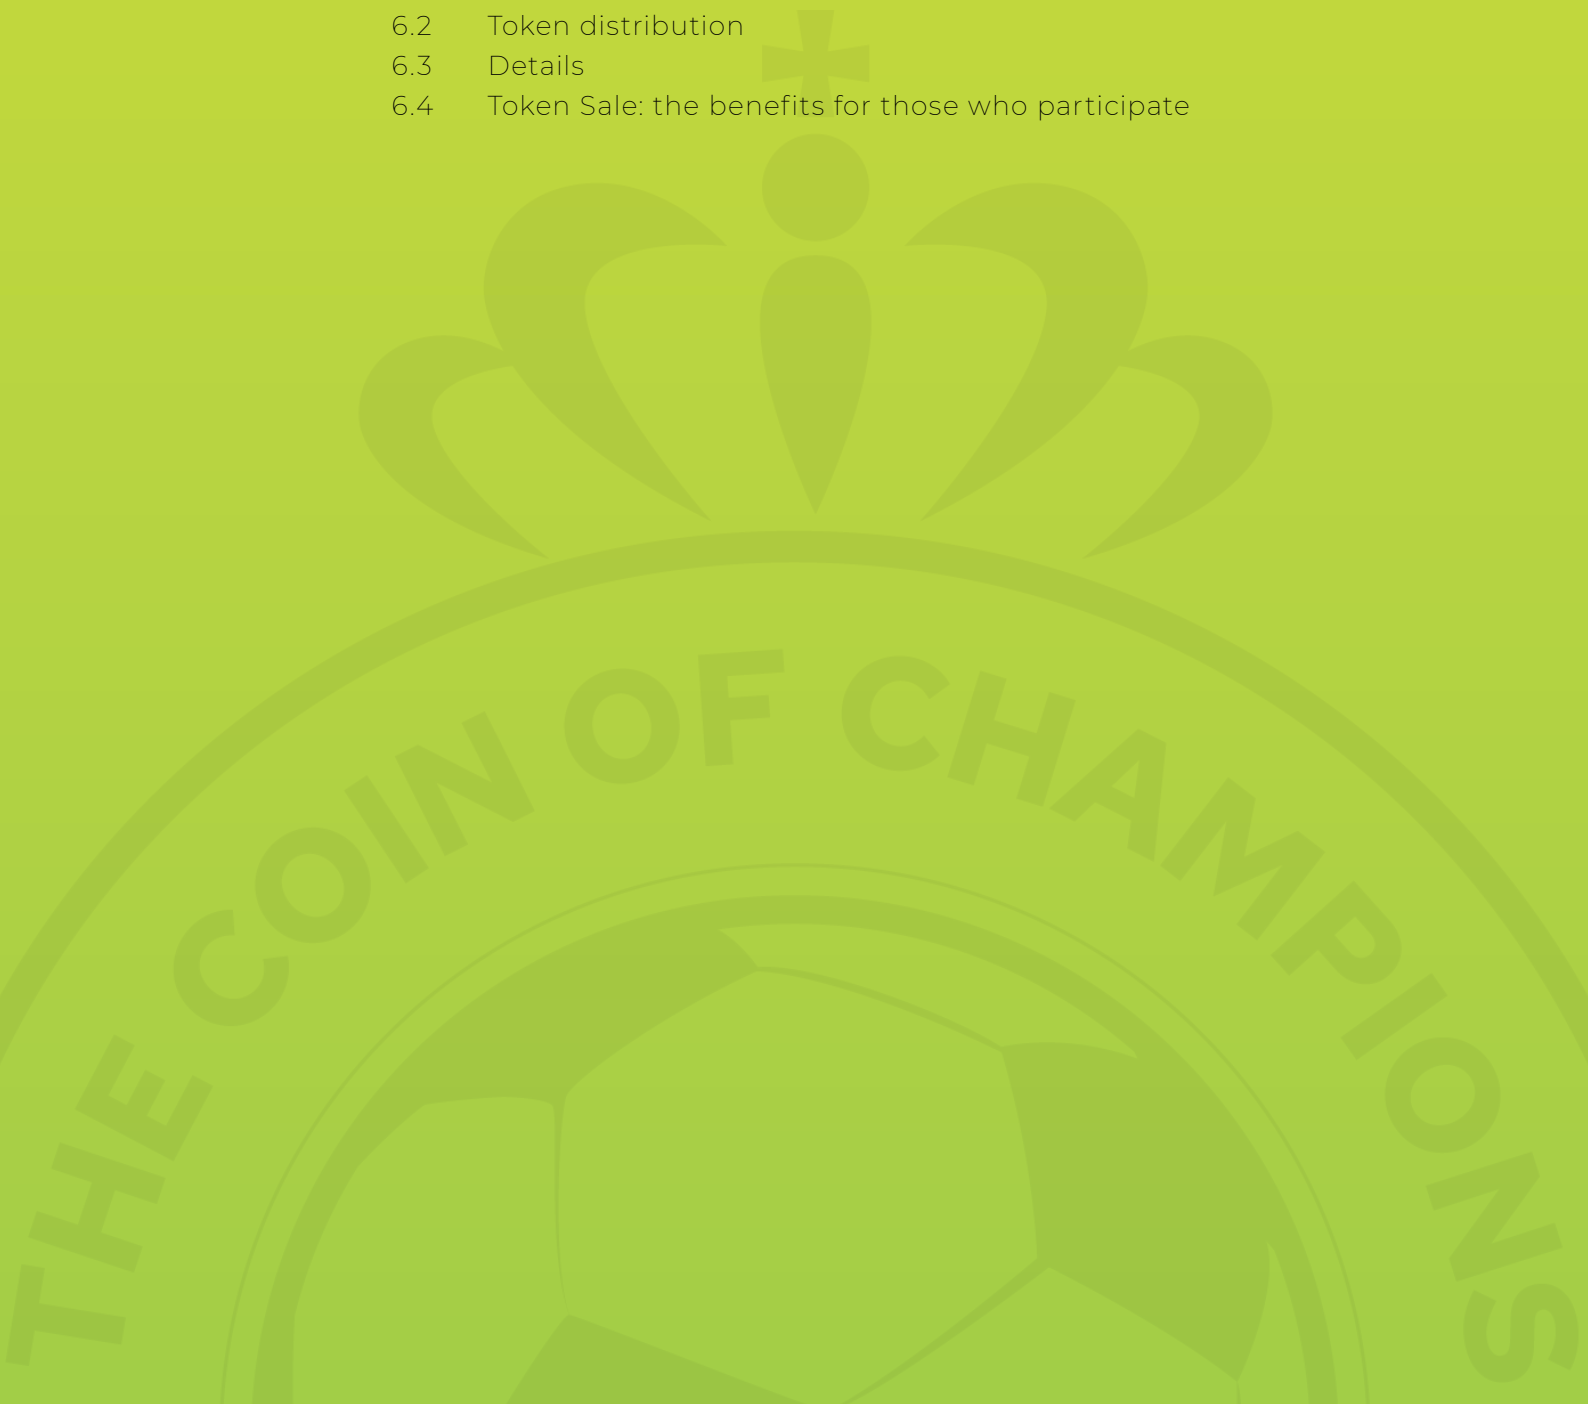 6.2 Token distribution
6.3 Details
6.4 Token Sale: the benefits for those who participate
THE COIN OF CHAMPIONS